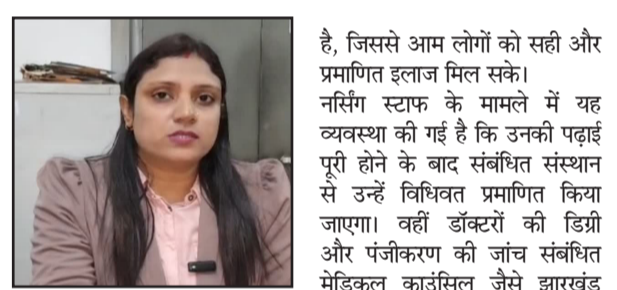 है, जिससे आम लोगों को सही और
प्रमाणित इलाज मिल सके।
नर्सिंग स्टाफ के मामले में यह
व्यवस्था की गई है कि उनकी पढ़ाई
पूरी होने के बाद संबंधित संस्थान
से उन्हें विधिवत प्रमाणित किया
जाएगा। वहीं डॉक्टरों की डिग्री
और पंजीकरण की जांच संबंधित
मेडिकल काउंसिल जैसे झारखंड